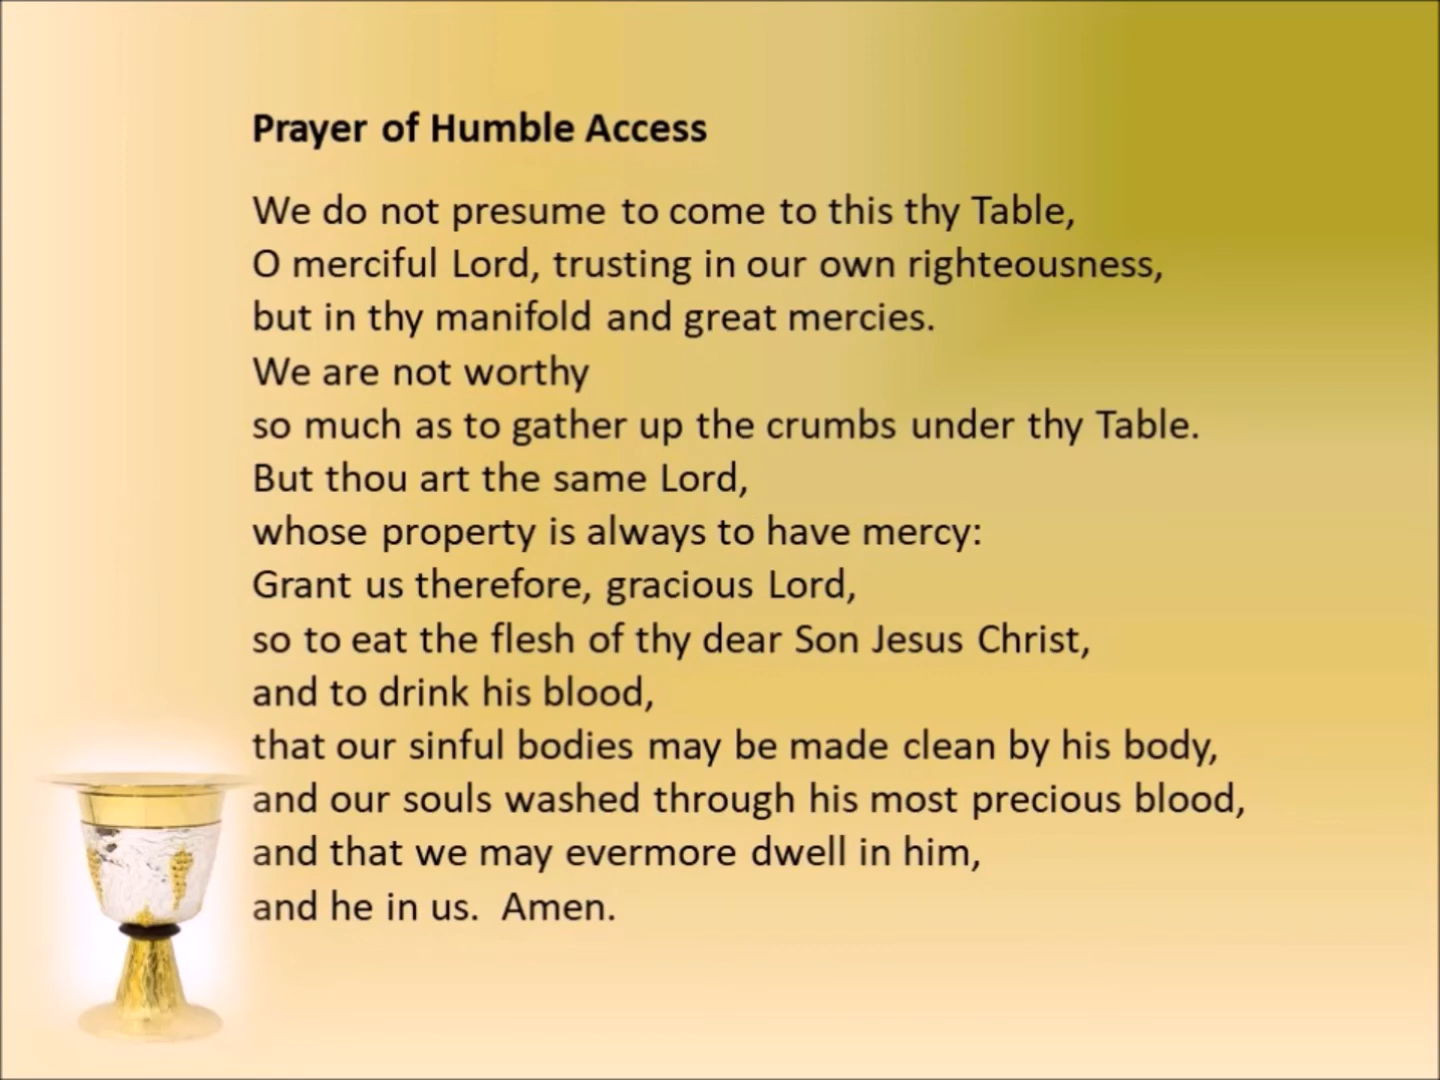 Prayer of Humble Access
We do not presume to come to this thy Table,
O merciful Lord, trusting in our own righteousness,
but in thy manifold and great mercies.
We are not worthy
so much as to gather up the crumbs under thy Table.
But thou art the same Lord,
whose property is always to have mercy:
Grant us therefore, gracious Lord,
so to eat the flesh of thy dear Son Jesus Christ,
and to drink his blood,
that our sinful bodies may be made clean by his body,
and our souls washed through his most precious blood,
and that we may evermore dwell in him,
and he in us.  Amen.